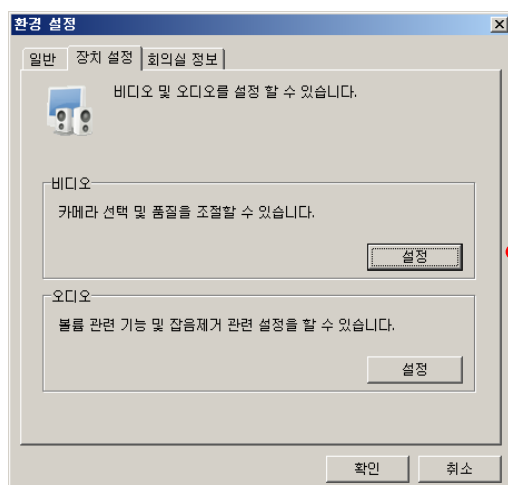 환경 설정
일반 장치 설정 회의실 정보
비디오 및 오디오를 설정 할 수 있습니다.
비디오
카메라 선택 및 품질을 조절할 수 있습니다.
설정
오디오
볼륨 관련 기능 및 잡음제거 관련 설정을 할 수 있습니다.
설정
확인 취소